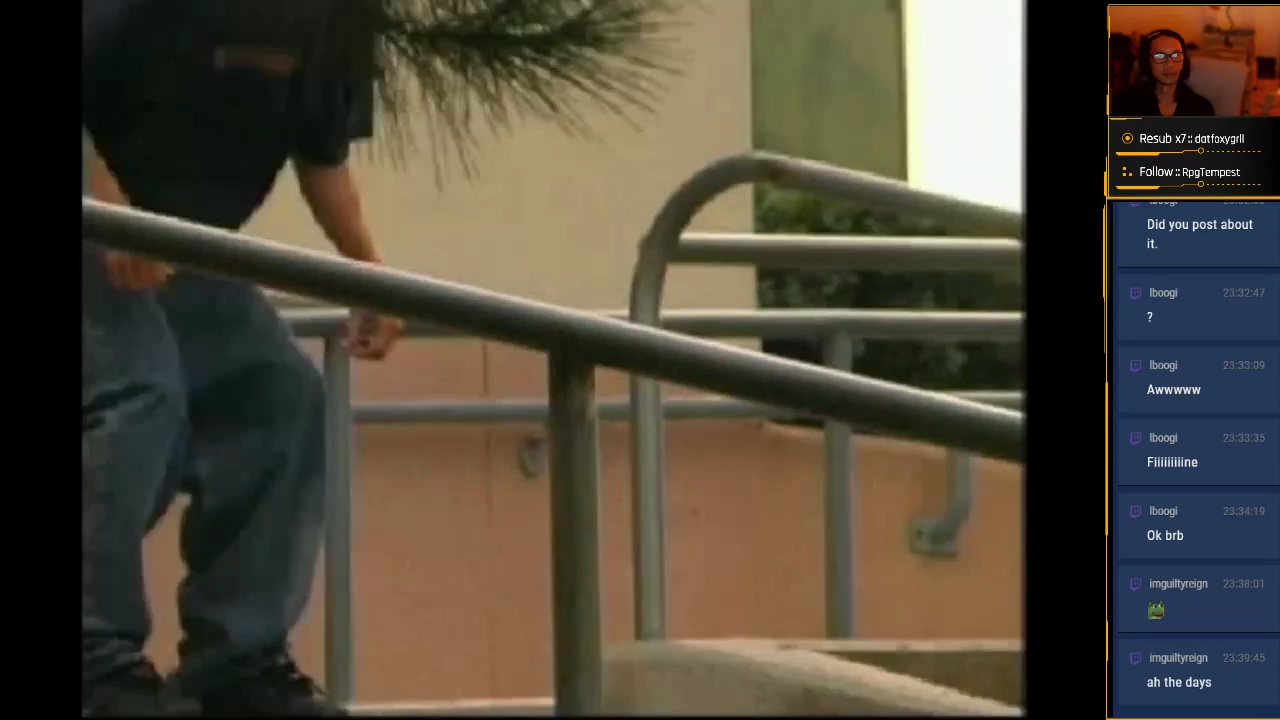 Resub x7:: datfoxygrll
Follow :: RpgTempest
Did you post about
it.
lboogi 23:32:47
?
lboogi 23:33:09
Awwwww
lboogi 23:33:35
Fiiiiiiiiine
lboogi 23:34:19
Ok brb
imguiltyreign 23:38:01
imguiltyreign 23:39:45
ah the days